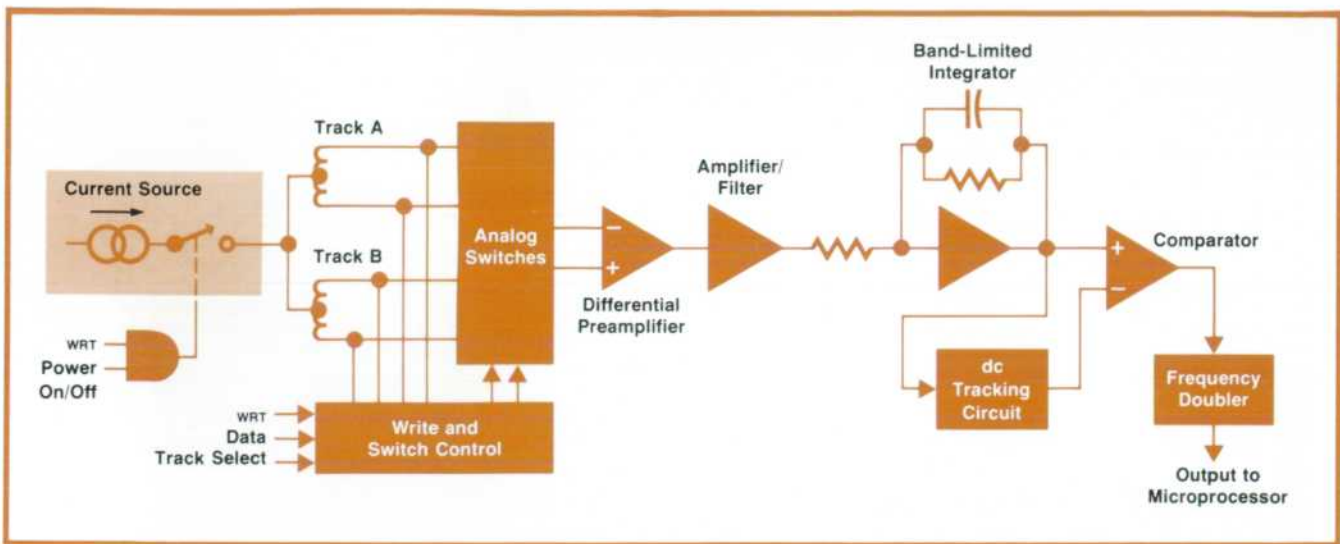 Band-Limited
Integrator
Track A
Amplifier/
Filter
Current Source
Analog
Switches
Track B
−
+
Differential
Preamplifier
+
−
Comparator
WRT
Power
On/Off
dc
Tracking
Circuit
Frequency
Doubler
WRT
Data
Track Select
Write and
Switch Control
Output to
Microprocessor